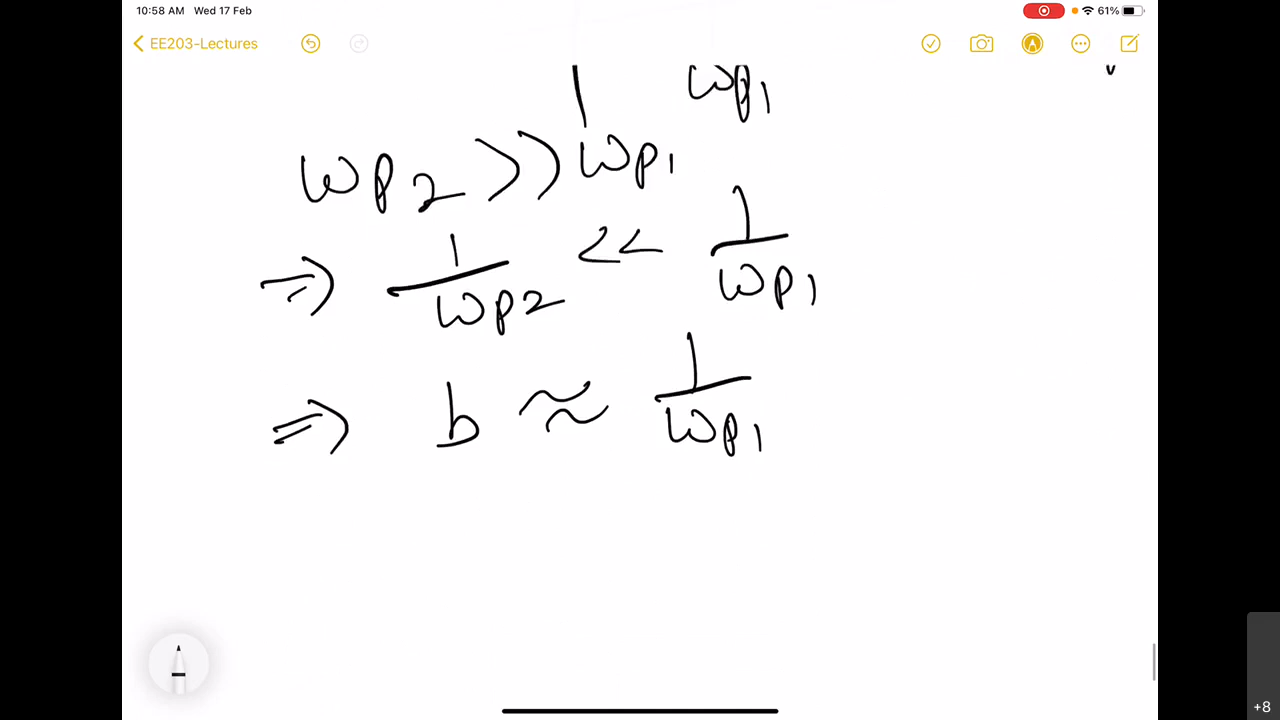 10:58 AM Wed 17 Feb 61%
EE203-Lectures
ωp1
ωp2 >> ωp1
⇒ 1/ωp2 << 1/ωp1
⇒ b ≈ 1/ωp1
+8